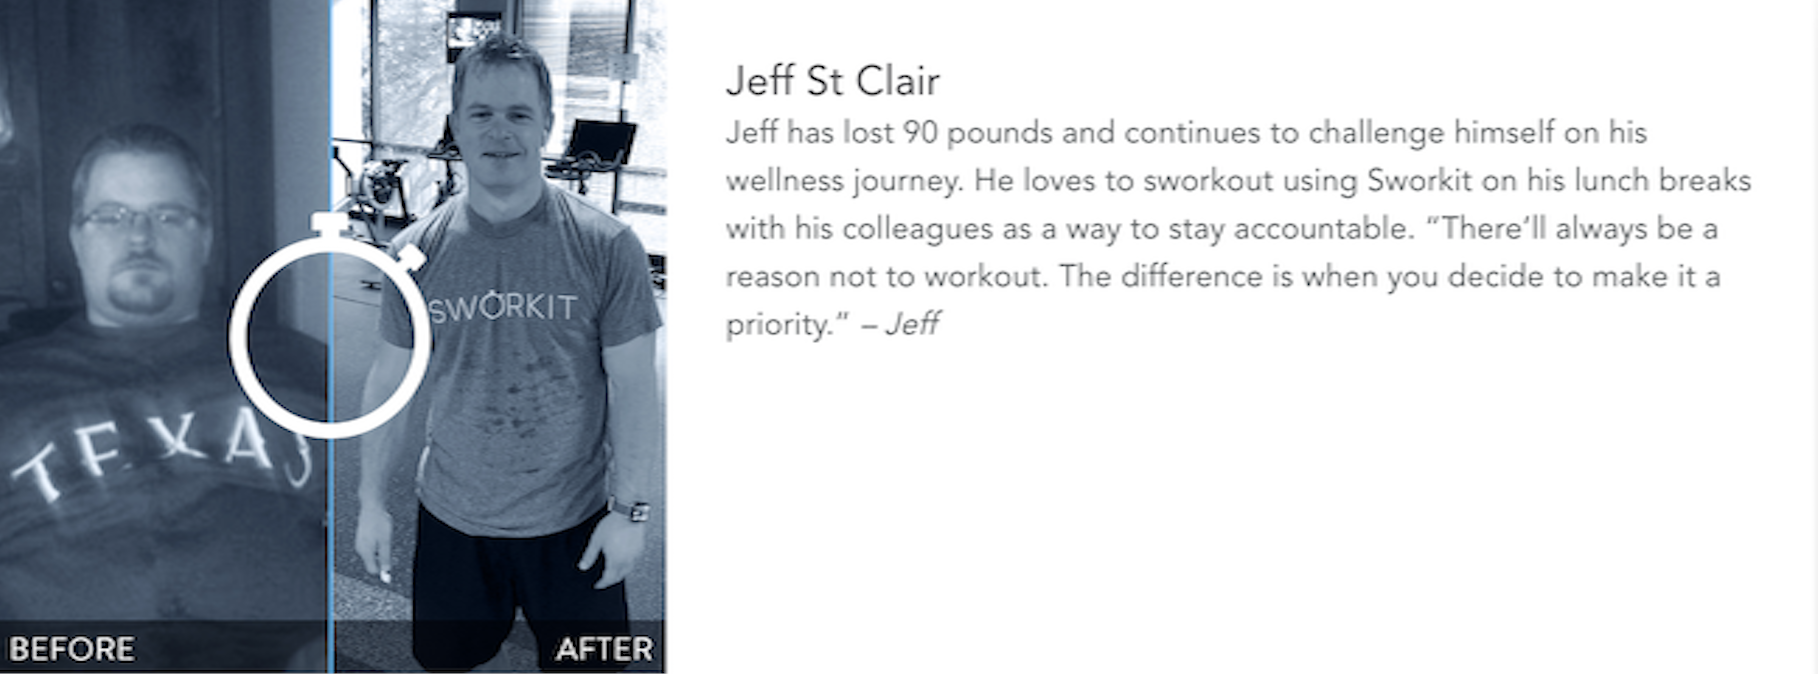 Jeff St Clair
Jeff has lost 90 pounds and continues to challenge himself on his
wellness journey. He loves to sworkout using Sworkit on his lunch breaks
with his colleagues as a way to stay accountable. “There’ll always be a
reason not to workout. The difference is when you decide to make it a
priority.” – Jeff
SWORKIT
TEXAS
BEFORE
AFTER